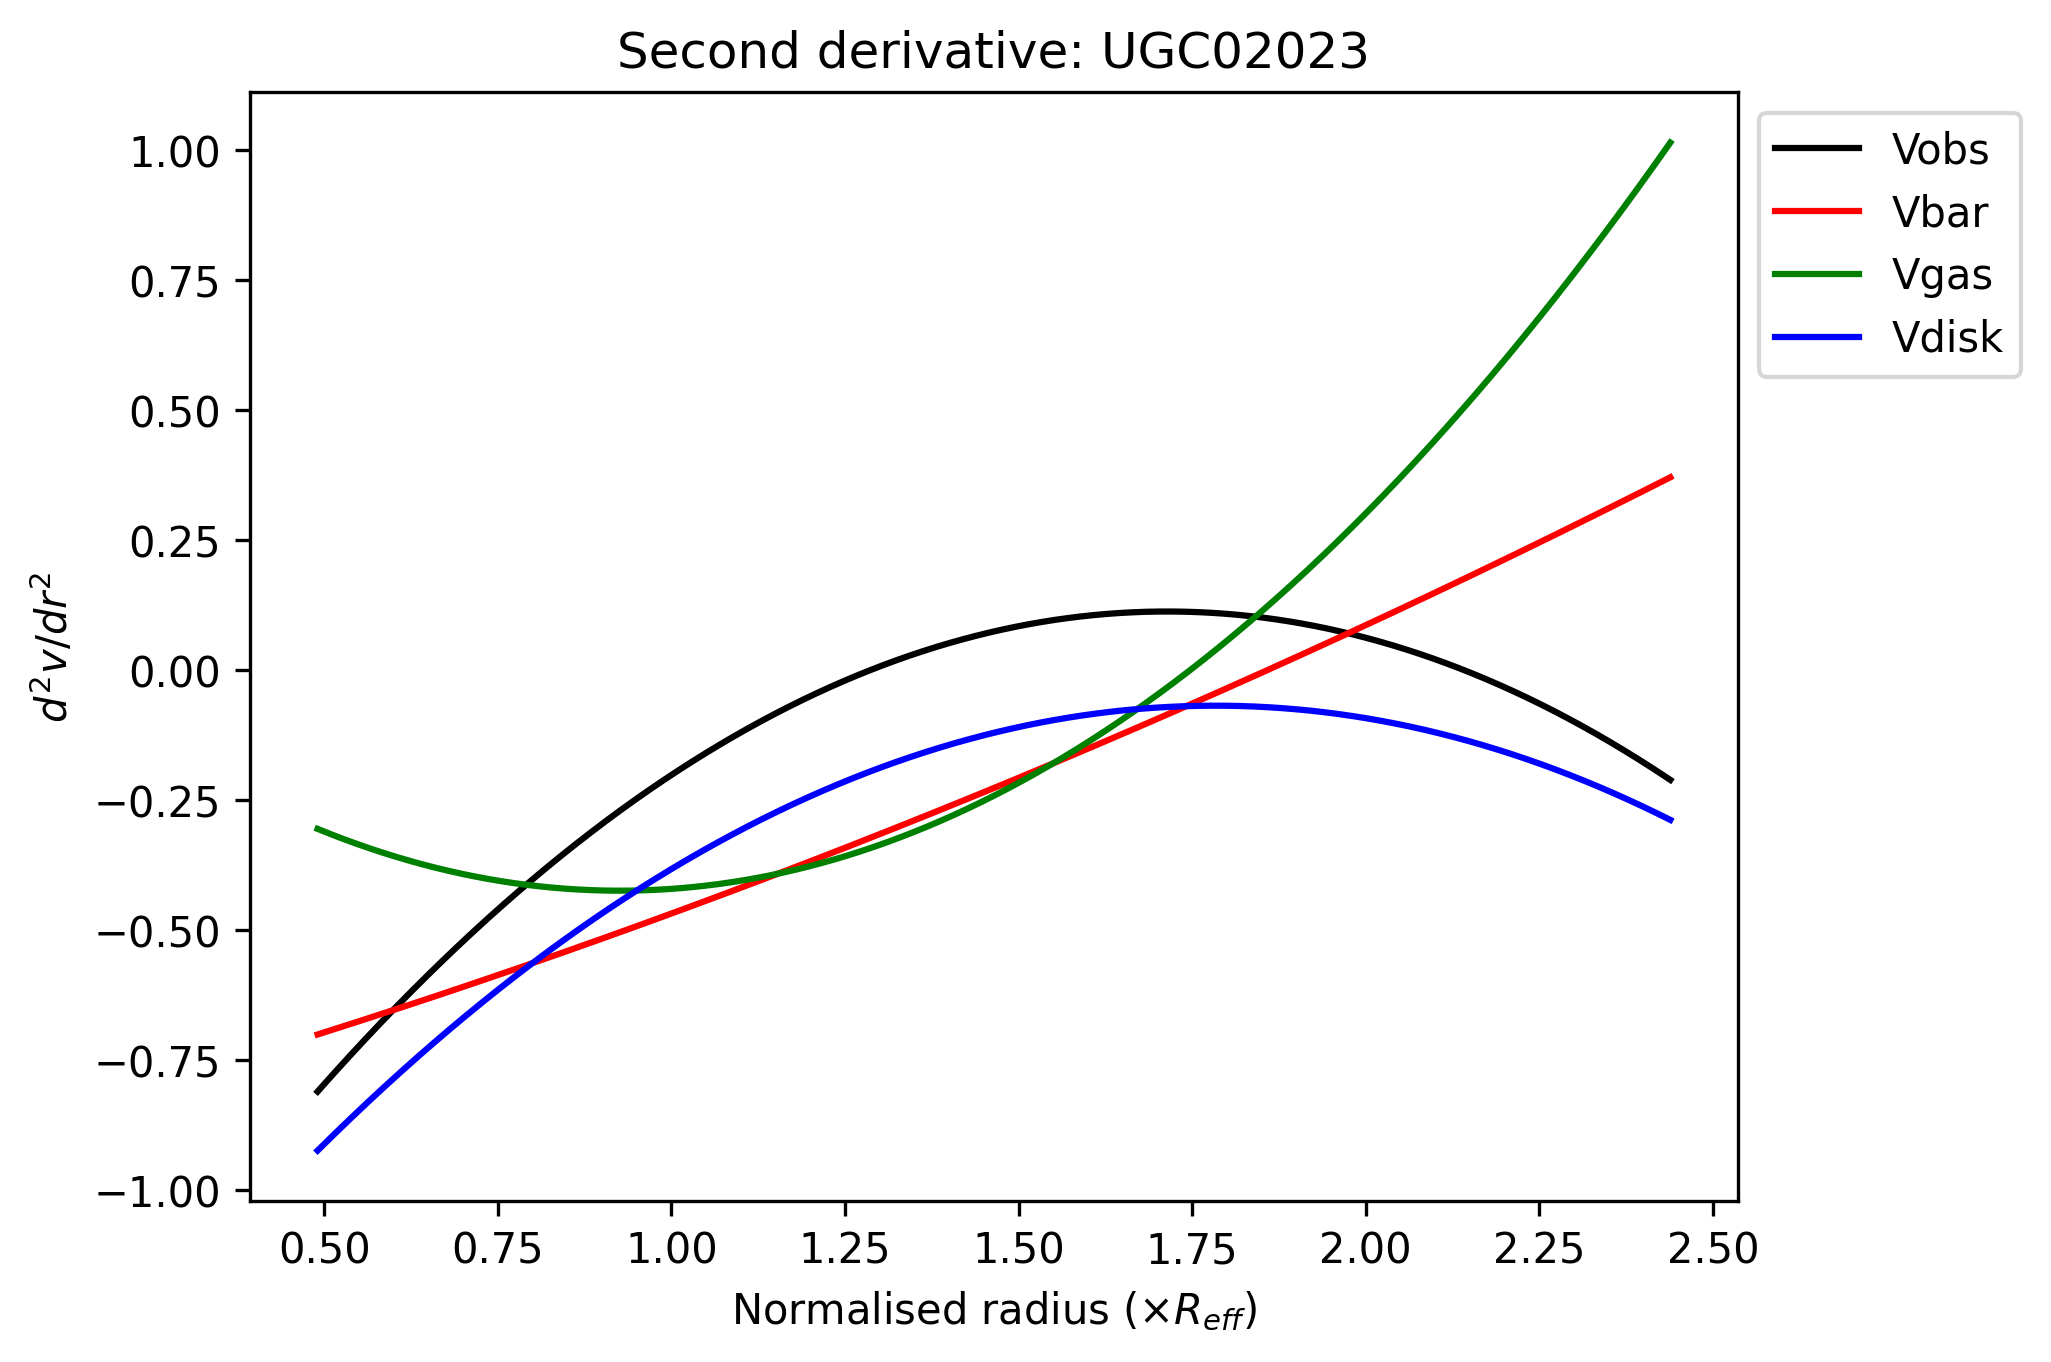 Second derivative: UGC02023
Vobs
Vbar
Vgas
Vdisk
1.00
0.75
0.50
0.25
0.00
−0.25
−0.50
−0.75
−1.00
d²v/dr²
0.50 0.75 1.00 1.25 1.50 1.75 2.00 2.25 2.50
Normalised radius (×R_eff)